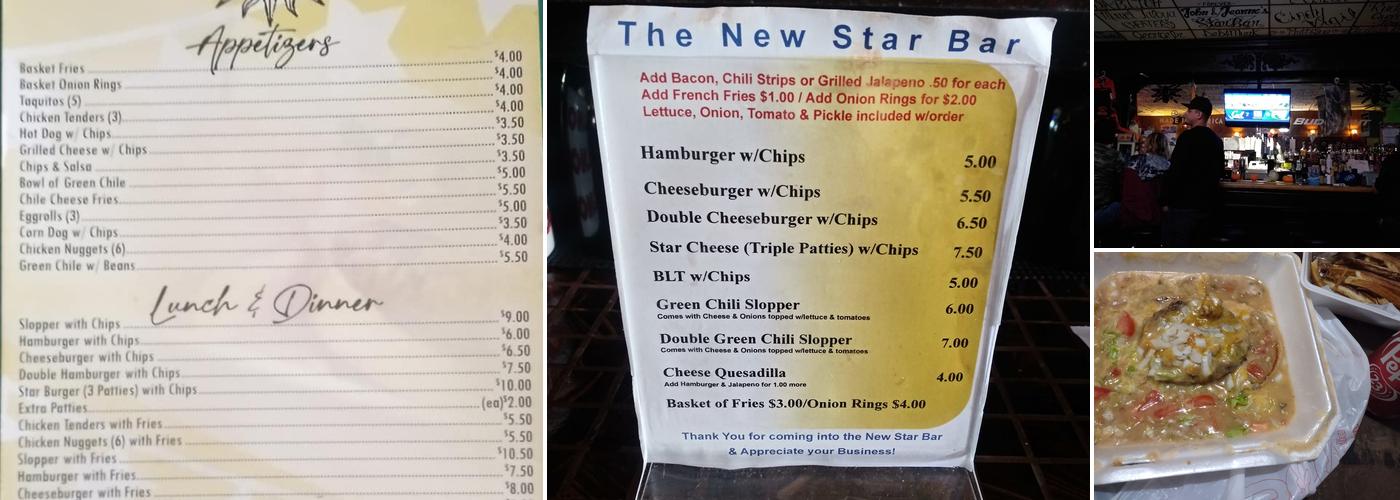 Appetizers
Basket Fries $4.00
Basket Onion Rings $4.00
Taquitos (5) $4.00
Chicken Tenders (3) $4.00
Hot Dog w/ Chips $3.50
Grilled Cheese w/ Chips $3.50
Chips & Salsa $3.50
Bowl of Green Chile $5.00
Chile Cheese Fries $5.50
Eggrolls (3) $5.00
Corn Dog w/ Chips $3.50
Chicken Nuggets (6) $4.00
Green Chile w/ Beans $5.50
Lunch & Dinner
Slopper with Chips $9.00
Hamburger with Chips $6.00
Cheeseburger with Chips $6.50
Double Hamburger with Chips $7.50
Star Burger (3 Patties) with Chips $10.00
Extra Patties (ea)$2.00
Chicken Tenders with Fries $5.50
Chicken Nuggets (6) with Fries $5.50
Slopper with Fries $10.50
Hamburger with Fries $7.50
Cheeseburger with Fries $8.00
The New Star Bar
Add Bacon, Chili Strips or Grilled Jalapeno .50 for each
Add French Fries $1.00 / Add Onion Rings for $2.00
Lettuce, Onion, Tomato & Pickle included w/order
Hamburger w/Chips 5.00
Cheeseburger w/Chips 5.50
Double Cheeseburger w/Chips 6.50
Star Cheese (Triple Patties) w/Chips 7.50
BLT w/Chips 5.00
Green Chili Slopper 6.00
Comes with Cheese & Onions topped w/lettuce & tomatoes
Double Green Chili Slopper 7.00
Comes with Cheese & Onions topped w/lettuce & tomatoes
Cheese Quesadilla 4.00
Add Hamburger & Jalapeno for 1.00 more
Basket of Fries $3.00/Onion Rings $4.00
Thank You for coming into the New Star Bar
& Appreciate your Business!
John & Jeanne's
Star Bar
BUD